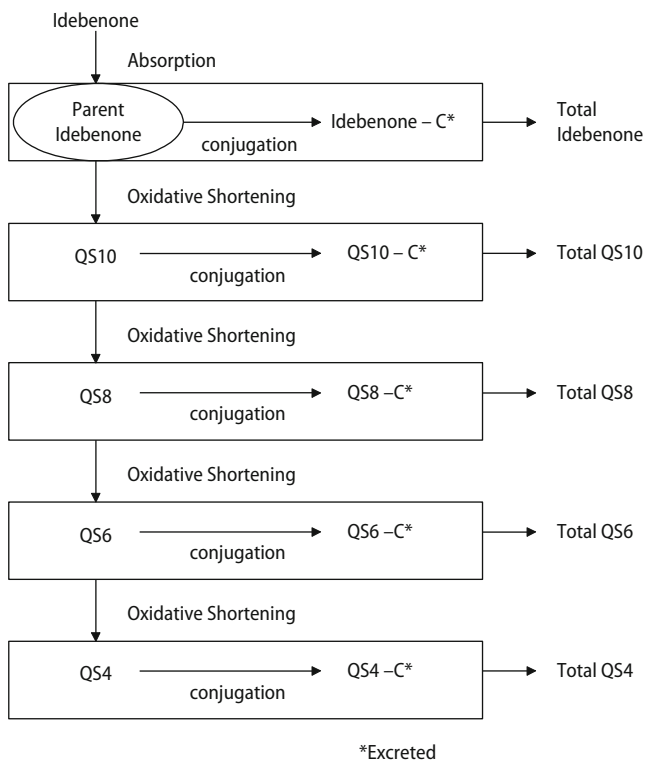 Idebenone
Absorption
Parent
Idebenone
conjugation
Idebenone – C*
Total
Idebenone
Oxidative Shortening
QS10
conjugation
QS10 – C*
Total QS10
Oxidative Shortening
QS8
conjugation
QS8 –C*
Total QS8
Oxidative Shortening
QS6
conjugation
QS6 –C*
Total QS6
Oxidative Shortening
QS4
conjugation
QS4 –C*
Total QS4
*Excreted